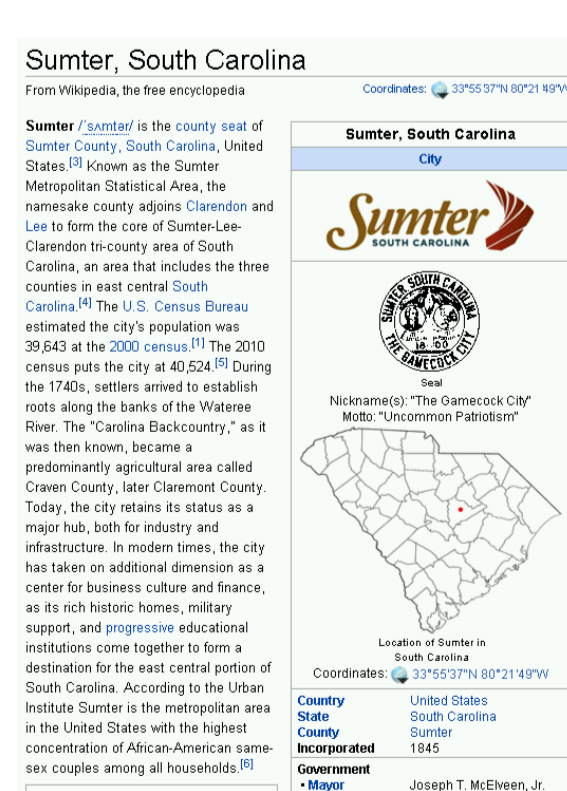 Sumter, South Carolina
From Wikipedia, the free encyclopedia
Coordinates: 33°55′37″N 80°21′49″W
Sumter /ˈsʌmtər/ is the county seat of
Sumter County, South Carolina, United
States.[3] Known as the Sumter
Metropolitan Statistical Area, the
namesake county adjoins Clarendon and
Lee to form the core of Sumter-Lee-
Clarendon tri-county area of South
Carolina, an area that includes the three
counties in east central South
Carolina.[4] The U.S. Census Bureau
estimated the city's population was
39,643 at the 2000 census.[1] The 2010
census puts the city at 40,524.[5] During
the 1740s, settlers arrived to establish
roots along the banks of the Wateree
River. The "Carolina Backcountry," as it
was then known, became a
predominantly agricultural area called
Craven County, later Claremont County.
Today, the city retains its status as a
major hub, both for industry and
infrastructure. In modern times, the city
has taken on additional dimension as a
center for business culture and finance,
as its rich historic homes, military
support, and progressive educational
institutions come together to form a
destination for the east central portion of
South Carolina. According to the Urban
Institute Sumter is the metropolitan area
in the United States with the highest
concentration of African-American same-
sex couples among all households.[6]
Sumter, South Carolina
City
Sumter
SOUTH CAROLINA
SUMTER SOUTH CAROLINA
18 00
THE GAMECOCK CITY
Seal
Nickname(s): "The Gamecock City"
Motto: "Uncommon Patriotism"
Location of Sumter in
South Carolina
Coordinates: 33°55′37″N 80°21′49″W
Country United States
State South Carolina
County Sumter
Incorporated 1845
Government
• Mayor Joseph T. McElveen, Jr.